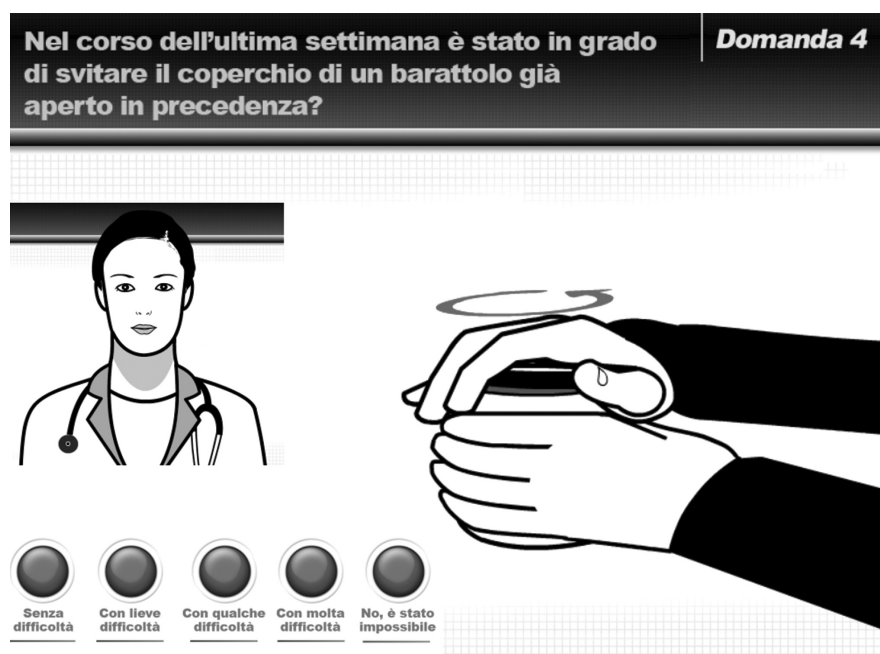 Nel corso dell'ultima settimana è stato in grado
di svitare il coperchio di un barattolo già
aperto in precedenza?
Domanda 4
Senza
difficoltà
Con lieve
difficoltà
Con qualche
difficoltà
Con molta
difficoltà
No, è stato
impossibile